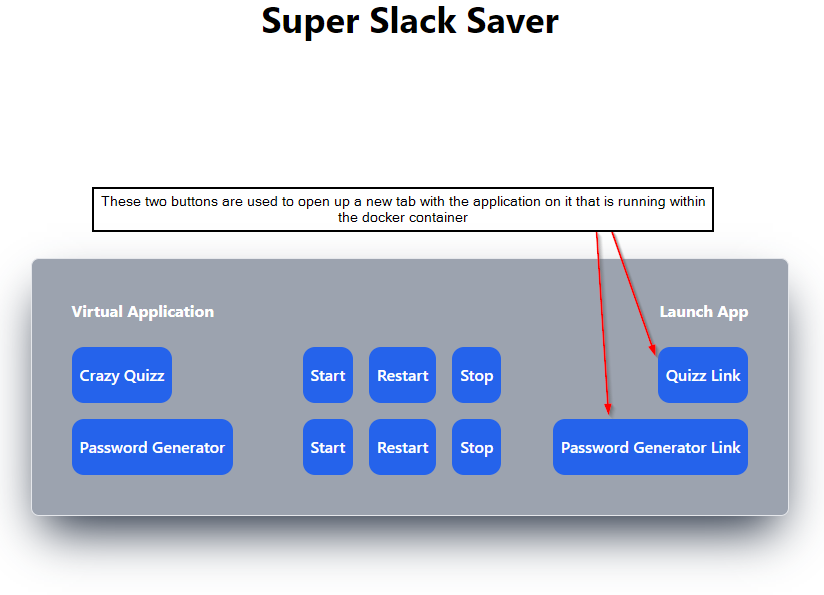 Super Slack Saver
These two buttons are used to open up a new tab with the application on it that is running within
the docker container
Virtual Application Launch App
Crazy Quizz Start Restart Stop Quizz Link
Password Generator Start Restart Stop Password Generator Link